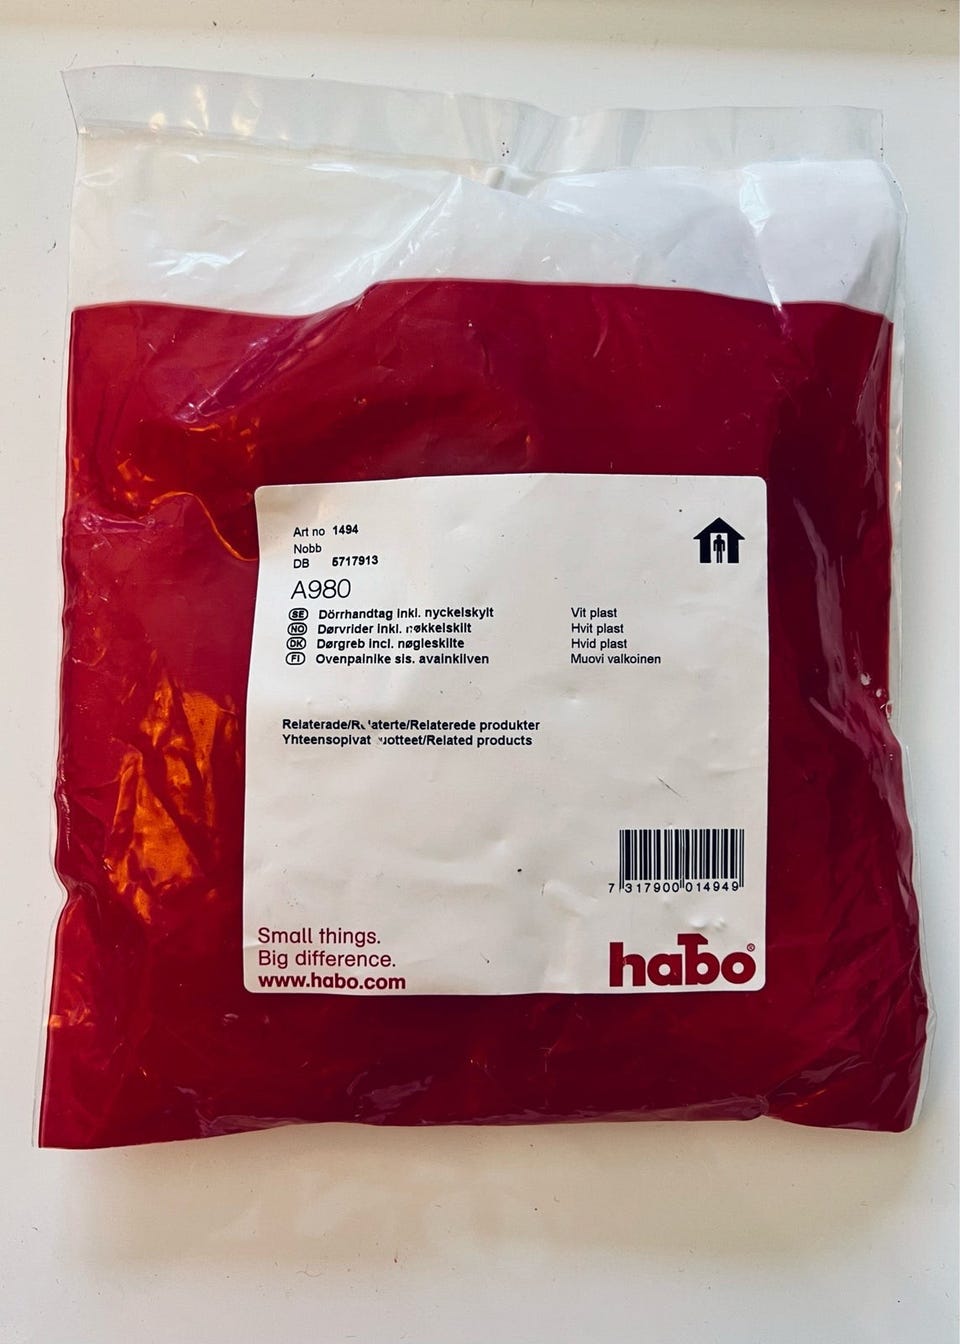 Art no 1494
Nobb
DB 5717913
A980
SE Dörrhandtag inkl. nyckelskylt Vit plast
NO Dørvrider inkl. nøkkelskilt Hvit plast
DK Dørgreb incl. nøgleskilte Hvid plast
FI Ovenpainike sis. avainkilven Muovi valkoinen
Relaterade/Relaterte/Relaterede produkter
Yhteensopivat tuotteet/Related products
7 317900 014949
Small things.
Big difference.
www.habo.com
habo®